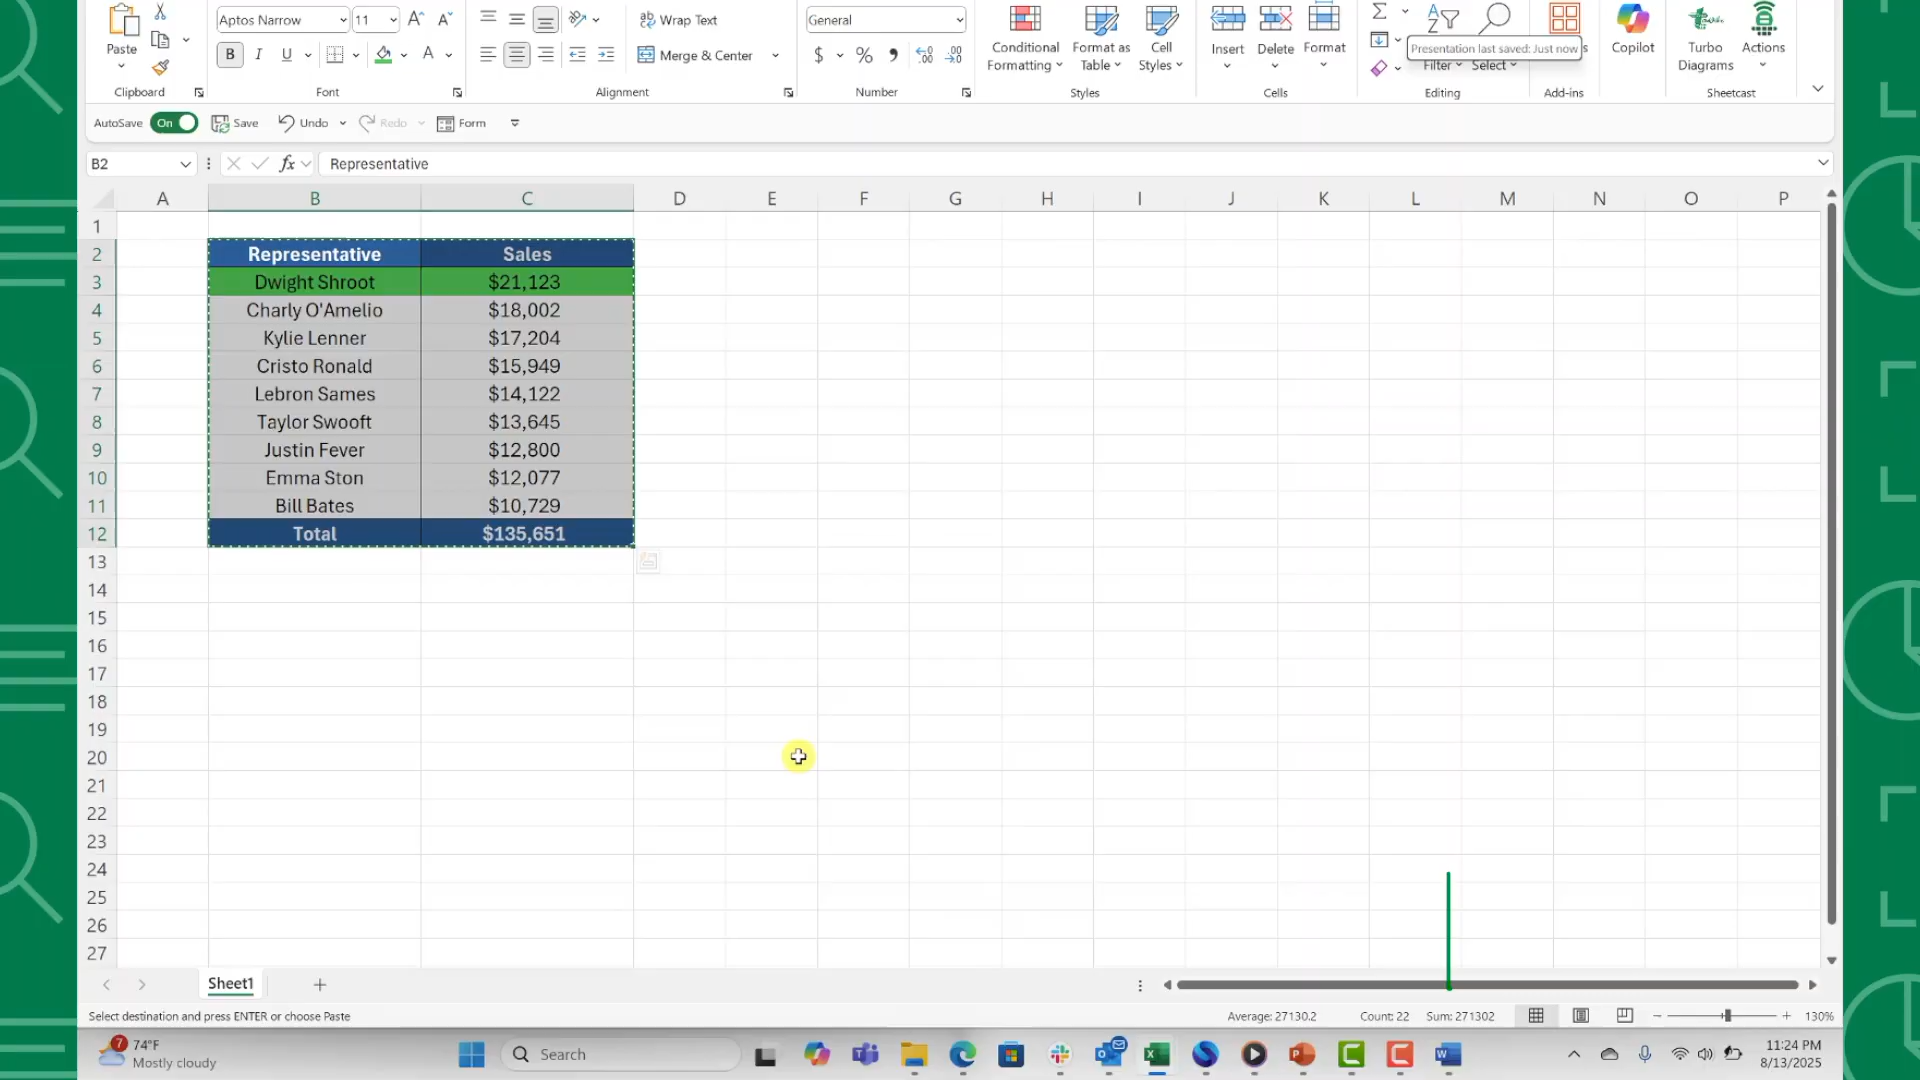 Aptos Narrow 11 General
Wrap Text
Paste
B I U
Merge & Center
$ % 9
Conditional Formatting
Format as Table
Cell Styles
Insert Delete Format
Presentation last saved: Just now
Filter Select
Copilot
Turbo Diagrams
Actions
Clipboard Font Alignment Number Styles Cells Editing Add-ins Sheetcast
AutoSave On Save Undo Redo Form
B2 fx Representative
A B C D E F G H I J K L M N O P
1
2 Representative Sales
3 Dwight Shroot $21,123
4 Charly O'Amelio $18,002
5 Kylie Lenner $17,204
6 Cristo Ronald $15,949
7 Lebron Sames $14,122
8 Taylor Swooft $13,645
9 Justin Fever $12,800
10 Emma Ston $12,077
11 Bill Bates $10,729
12 Total $135,651
13
14
15
16
17
18
19
20
21
22
23
24
25
26
27
Sheet1
Select destination and press ENTER or choose Paste Average: 27130.2 Count: 22 Sum: 271302 130%
7 74°F
Mostly cloudy
Search
11:24 PM
8/13/2025